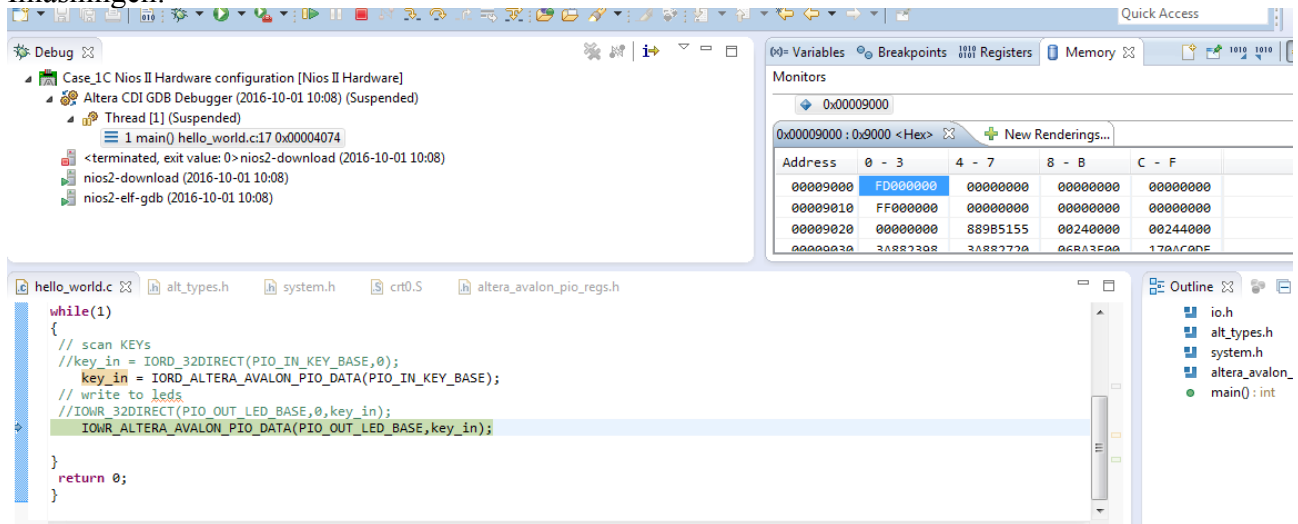 Quick Access
Debug
Case_1C Nios II Hardware configuration [Nios II Hardware]
Altera CDI GDB Debugger (2016-10-01 10:08) (Suspended)
Thread [1] (Suspended)
1 main() hello_world.c:17 0x00004074
<terminated, exit value: 0>nios2-download (2016-10-01 10:08)
nios2-download (2016-10-01 10:08)
nios2-elf-gdb (2016-10-01 10:08)
(x)= Variables Breakpoints Registers Memory
Monitors
0x00009000
0x00009000 : 0x9000 <Hex> New Renderings...
Address 0 - 3 4 - 7 8 - B C - F
00009000 FD000000 00000000 00000000 00000000
00009010 FF000000 00000000 00000000 00000000
00009020 00000000 889B5155 00240000 00244000
00009030 3A882398 3A882720 06BA3E00 170AC0DE
hello_world.c alt_types.h system.h crt0.S altera_avalon_pio_regs.h
while(1)
{
// scan KEYs
//key_in = IORD_32DIRECT(PIO_IN_KEY_BASE,0);
key_in = IORD_ALTERA_AVALON_PIO_DATA(PIO_IN_KEY_BASE);
// write to leds
//IOWR_32DIRECT(PIO_OUT_LED_BASE,0,key_in);
IOWR_ALTERA_AVALON_PIO_DATA(PIO_OUT_LED_BASE,key_in);
}
return 0;
}
Outline
io.h
alt_types.h
system.h
altera_avalon_
main() : int